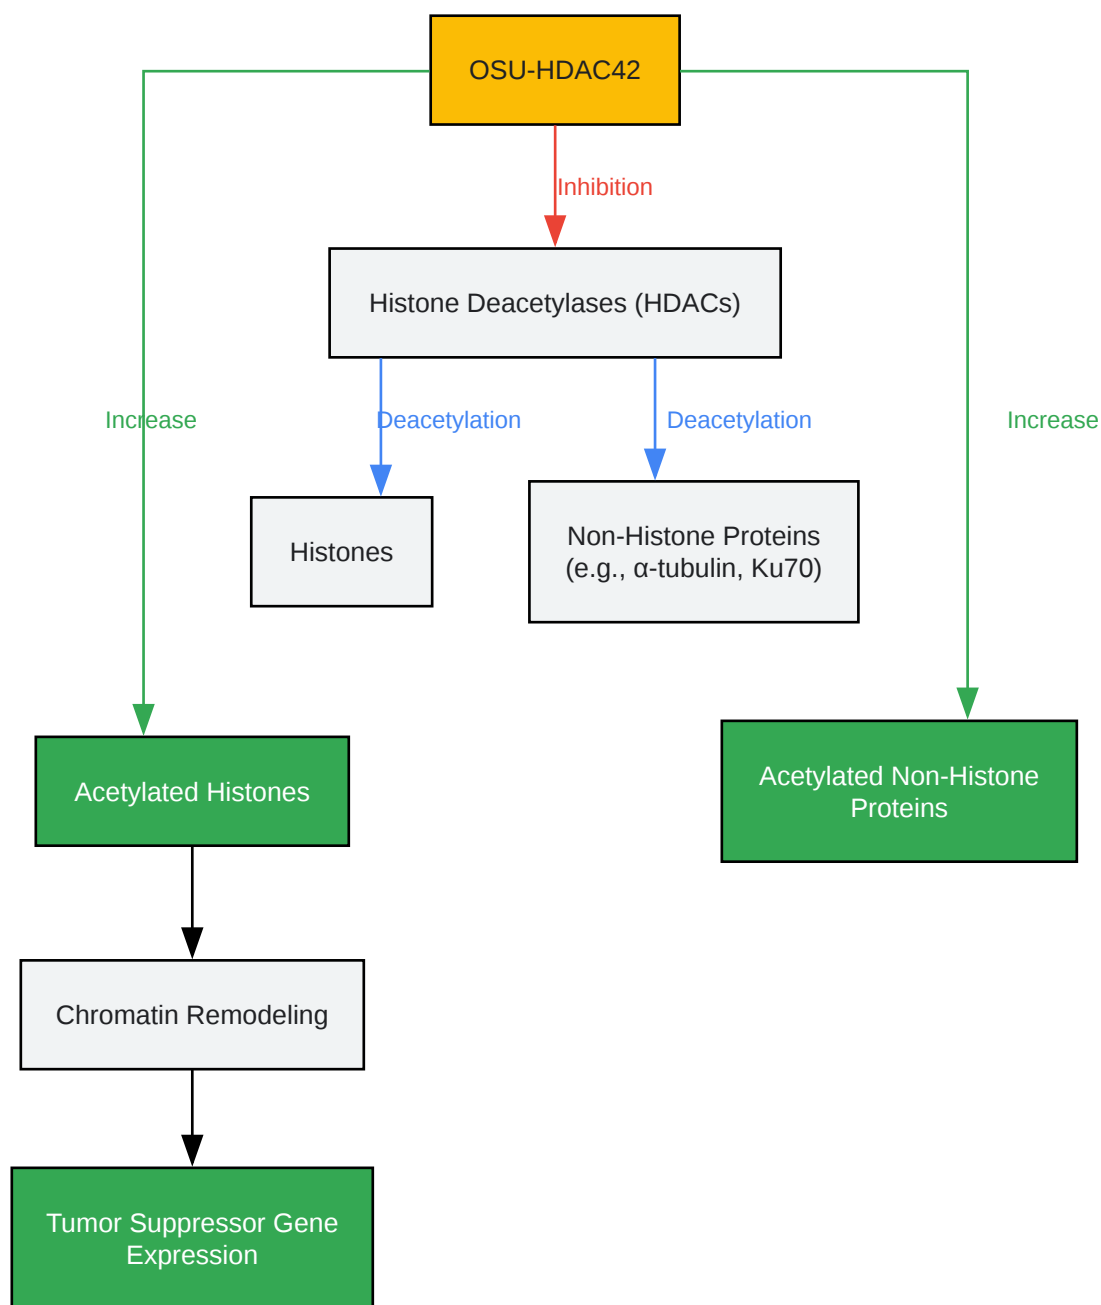 OSU-HDAC42
Inhibition
Histone Deacetylases (HDACs)
Increase
Deacetylation
Deacetylation
Increase
Histones
Non-Histone Proteins
(e.g., α-tubulin, Ku70)
Acetylated Histones
Acetylated Non-Histone
Proteins
Chromatin Remodeling
Tumor Suppressor Gene
Expression